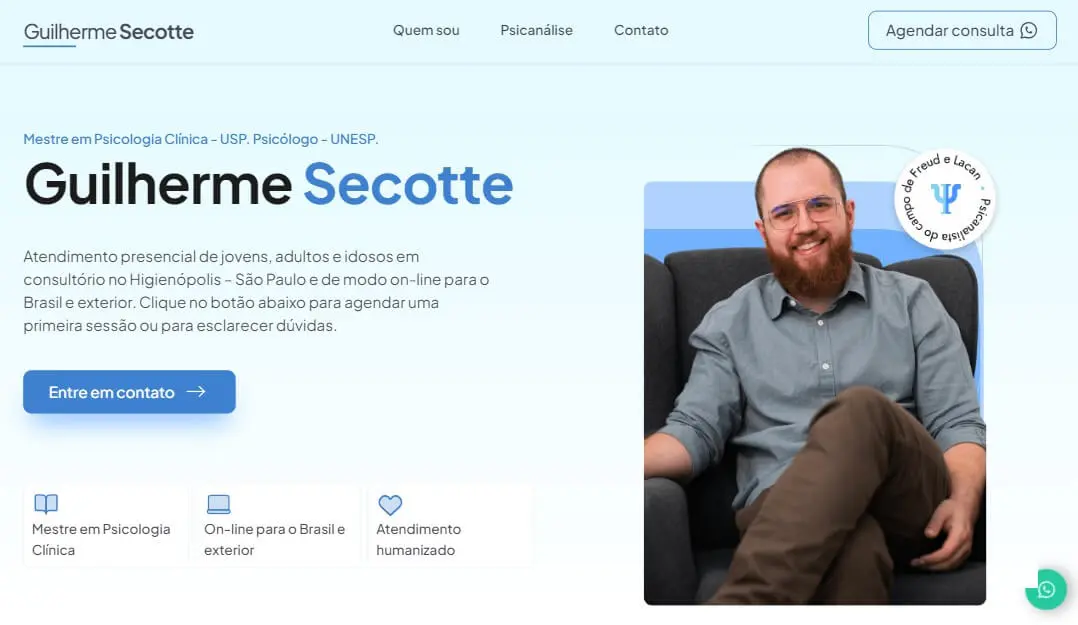 Guilherme Secotte
Quem sou
Psicanálise
Contato
Agendar consulta
Mestre em Psicologia Clínica - USP. Psicólogo - UNESP.
Guilherme Secotte
Atendimento presencial de jovens, adultos e idosos em
consultório no Higienópolis – São Paulo e de modo on-line para o
Brasil e exterior. Clique no botão abaixo para agendar uma
primeira sessão ou para esclarecer dúvidas.
Entre em contato
Psicanalista do campo de Freud e Lacan
Mestre em Psicologia
Clínica
On-line para o Brasil e
exterior
Atendimento
humanizado